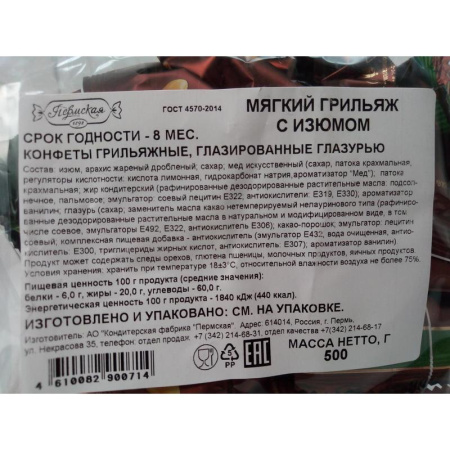 Пермская
ГОСТ 4570-2014
МЯГКИЙ ГРИЛЬЯЖ
С ИЗЮМОМ
СРОК ГОДНОСТИ - 8 МЕС.
КОНФЕТЫ ГРИЛЬЯЖНЫЕ, ГЛАЗИРОВАННЫЕ ГЛАЗУРЬЮ
Состав: изюм, арахис жареный дробленый; сахар, мед искусственный (сахар, патока крахмальная,
регуляторы кислотности: кислота лимонная, гидрокарбонат натрия, ароматизатор "Мед"); патока
крахмальная; жир кондитерский (рафинированные дезодорированные растительные масла: подсол-
нечное, пальмовое, эмульгатор: соевый лецитин Е322; антиокислители: Е319, Е330); ароматизатор
ванилин, глазурь (сахар, заменитель какао нетемперируемый нелауринового типа (рафиниро-
ванные дезодорированные растительные масла в натуральном и модифицированном виде, в том
числе соевое, эмульгаторы Е492, Е322, антиокислитель Е306); какао-порошок, эмульгатор: лецитин
соевый; комплексная пищевая добавка - антиокислитель (эмульгатор Е432, вода очищенная, антиo-
кислитель: Е300, триглицериды жирных кислот, антиокислитель: Е307); ароматизатор ванилин)
Продукт может содержать следы орехов, глютена пшеницы, молочных продуктов, яичных продуктов.
Условия хранения: хранить при температуре 18±3°С, относительной влажности воздуха не более 75%.
Пищевая ценность 100 г продукта (средние значения):
белки - 6,0 г, жиры - 20,0 г, углеводы - 60,0 г.
Энергетическая ценность 100 г продукта - 1840 кДж (440 ккал).
ИЗГОТОВЛЕНО И УПАКОВАНО: СМ. НА УПАКОВКЕ.
Изготовитель: АО "Кондитерская фабрика "Пермская". Адрес: 614014, Россия, г. Пермь,
ул. Некрасова 35, телефон: отдел продаж +7 (342) 214-68-31, отдел качества +7 (342) 214-68-17
МАССА НЕТТО, Г
500
5
PP
ЕАС
4 610082 900714